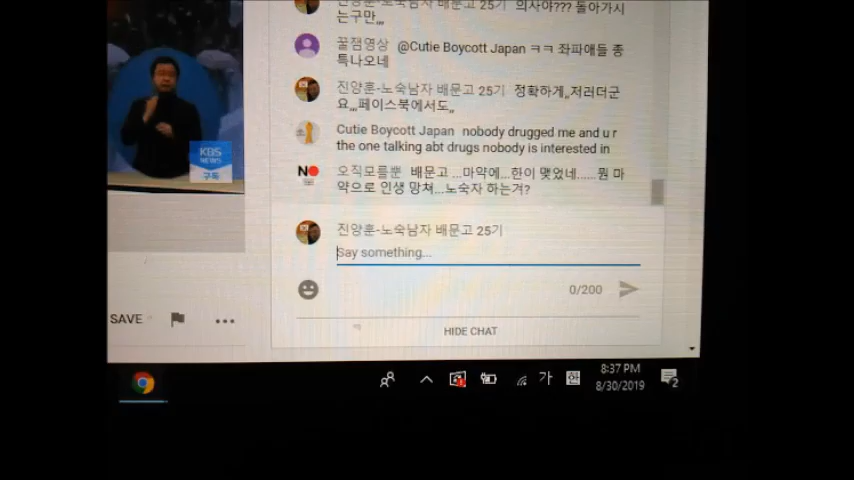 진양훈-노숙남자 배문고 25기 의사야??? 돌아가시
는구만,,,
꿀잼영상 @Cutie Boycott Japan ㅋㅋ 좌파애들 종
특나오네
진양훈-노숙남자 배문고 25기 정확하게,,저러더군
요,,,페이스북에서도,,
Cutie Boycott Japan nobody drugged me and u r
the one talking abt drugs nobody is interested in
NO
오직모를뿐 배문고 ...마약에...한이 맺었네......뭔 마
약으로 인생 망쳐...노숙자 하는겨?
KBS
NEWS
구독
진양훈-노숙남자 배문고 25기
Say something...
0/200
SAVE
HIDE CHAT
가
한
8:37 PM
8/30/2019
2